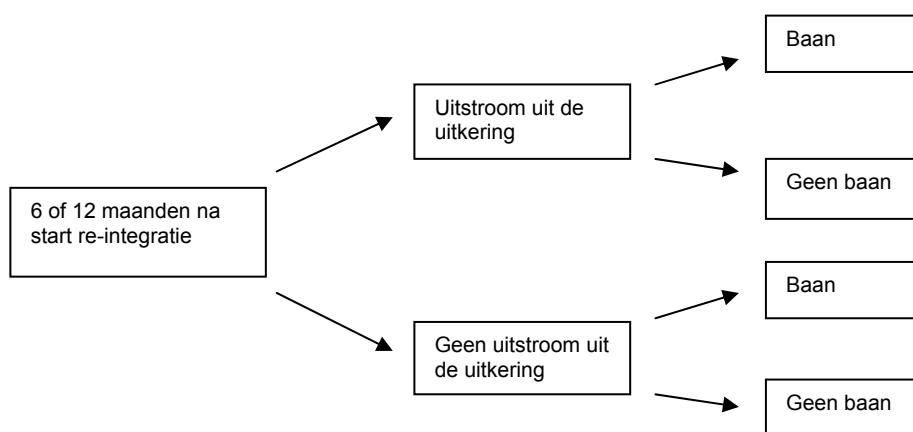 Baan
Uitstroom uit de
uitkering
Geen baan
6 of 12 maanden na
start re-integratie
Baan
Geen uitstroom uit
de uitkering
Geen baan